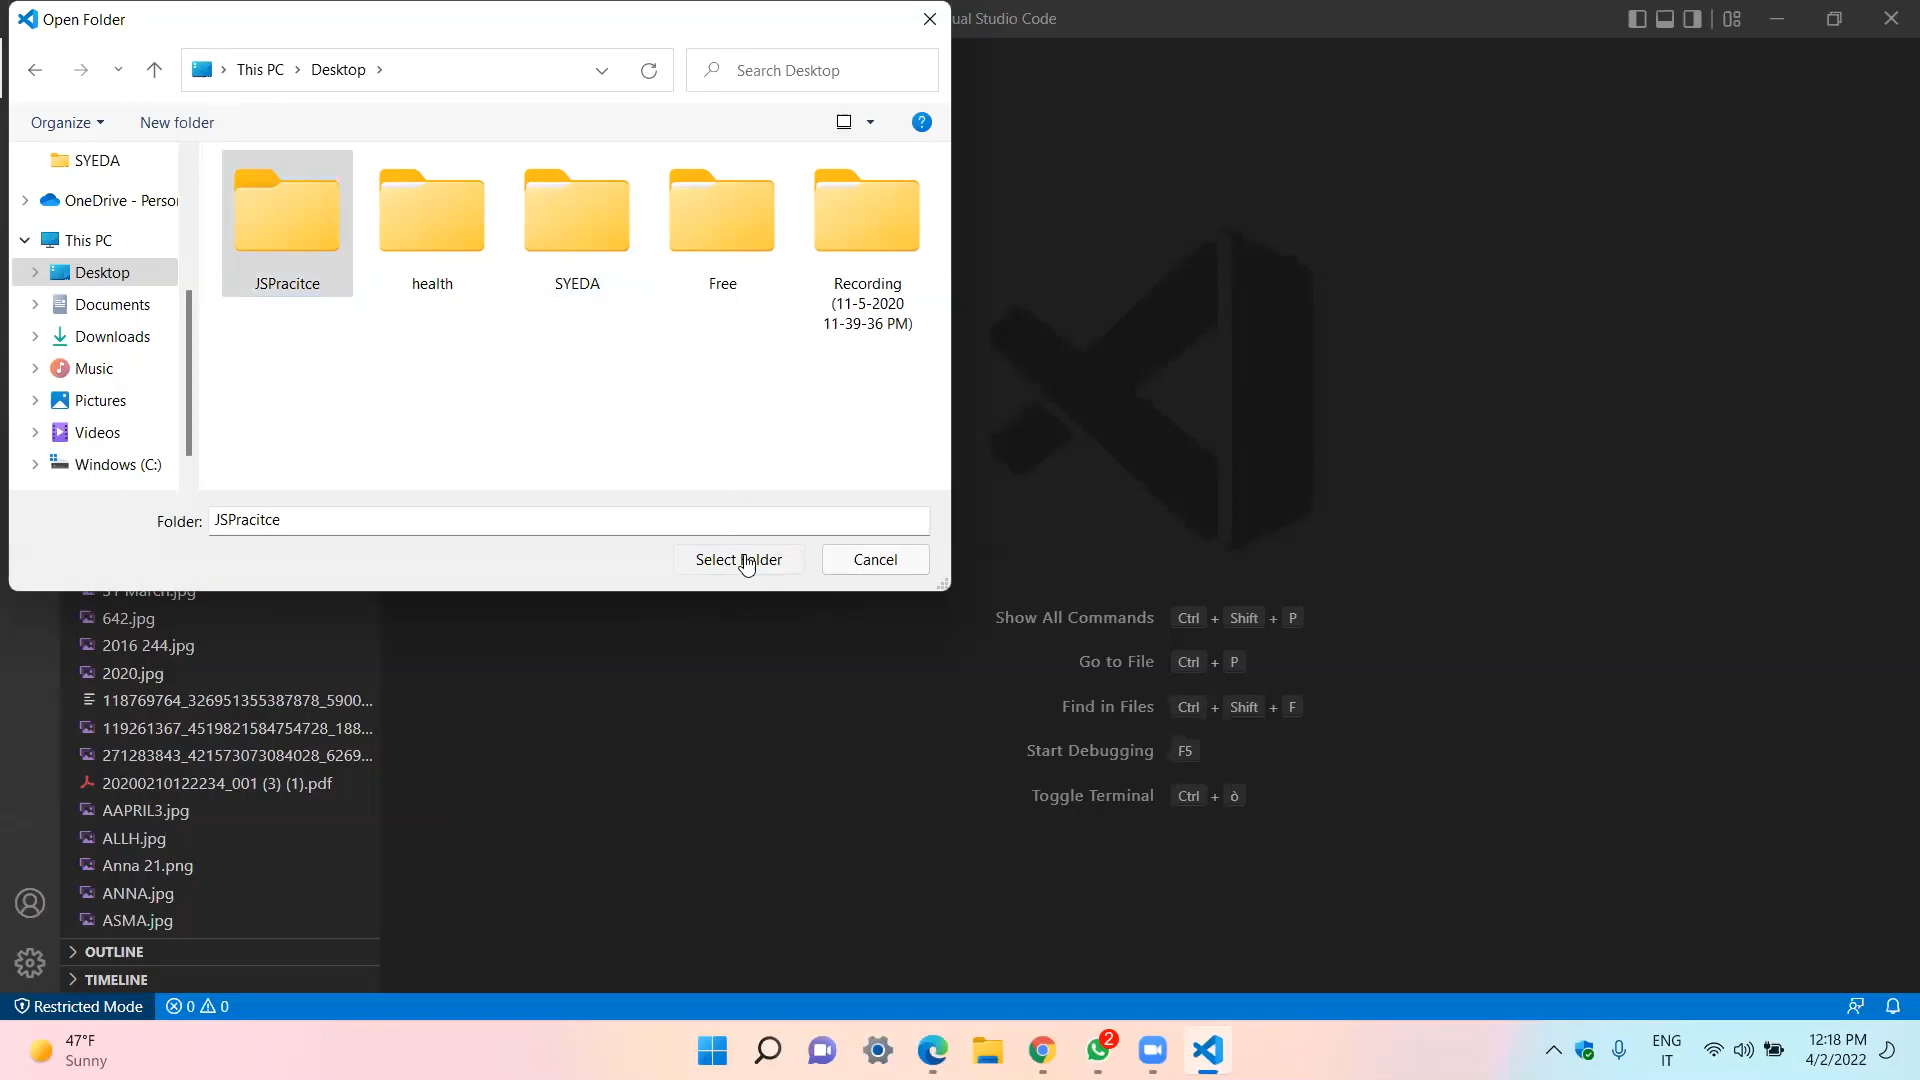 Open Folder
ual Studio Code
This PC
Desktop
Search Desktop
Organize
New folder
?
SYEDA
OneDrive - Person
This PC
Desktop
Documents
Downloads
Music
Pictures
Videos
Windows (C:)
JSPracitce
health
SYEDA
Free
Recording
(11-5-2020
11-39-36 PM)
Folder: JSPracitce
Select Folder
Cancel
642.jpg
2016 244.jpg
2020.jpg
118769764_326951355387878_5900...
119261367_4519821584754728_188...
271283843_421573073084028_6269...
20200210122234_001 (3) (1).pdf
AAPRIL3.jpg
ALLH.jpg
Anna 21.png
ANNA.jpg
ASMA.jpg
OUTLINE
TIMELINE
Show All Commands Ctrl + Shift + P
Go to File Ctrl + P
Find in Files Ctrl + Shift + F
Start Debugging F5
Toggle Terminal Ctrl + ò
Restricted Mode 0 0
47°F
Sunny
2
ENG
IT
12:18 PM
4/2/2022